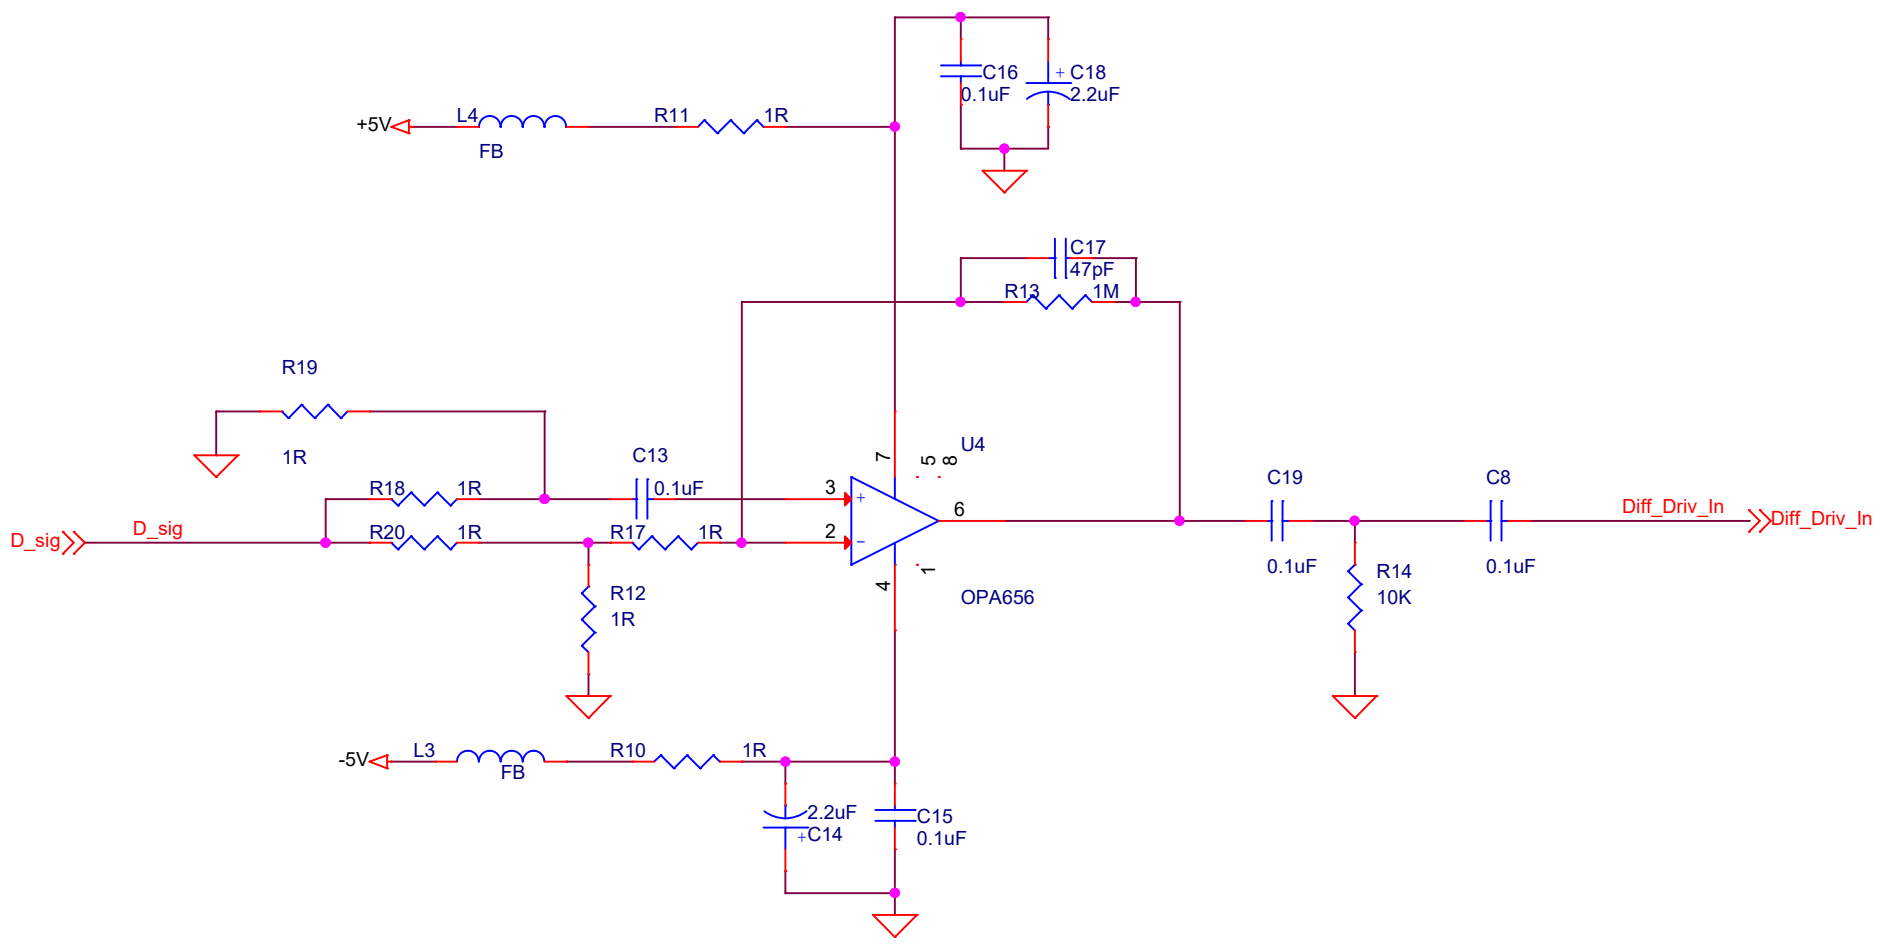 + C18
C16
2.2uF
0.1uF
+5V
L4
R11
1R
FB
C17
47pF
R13
1M
R19
1R
C13
0.1uF
R18
1R
R20
1R
R17
1R
R12
1R
D_sig
D_sig
3
+
2
−
7
5
8
U4
6
4
1
OPA656
C19
0.1uF
C8
0.1uF
R14
10K
Diff_Driv_In
Diff_Driv_In
-5V
L3
FB
R10
1R
2.2uF
+C14
C15
0.1uF